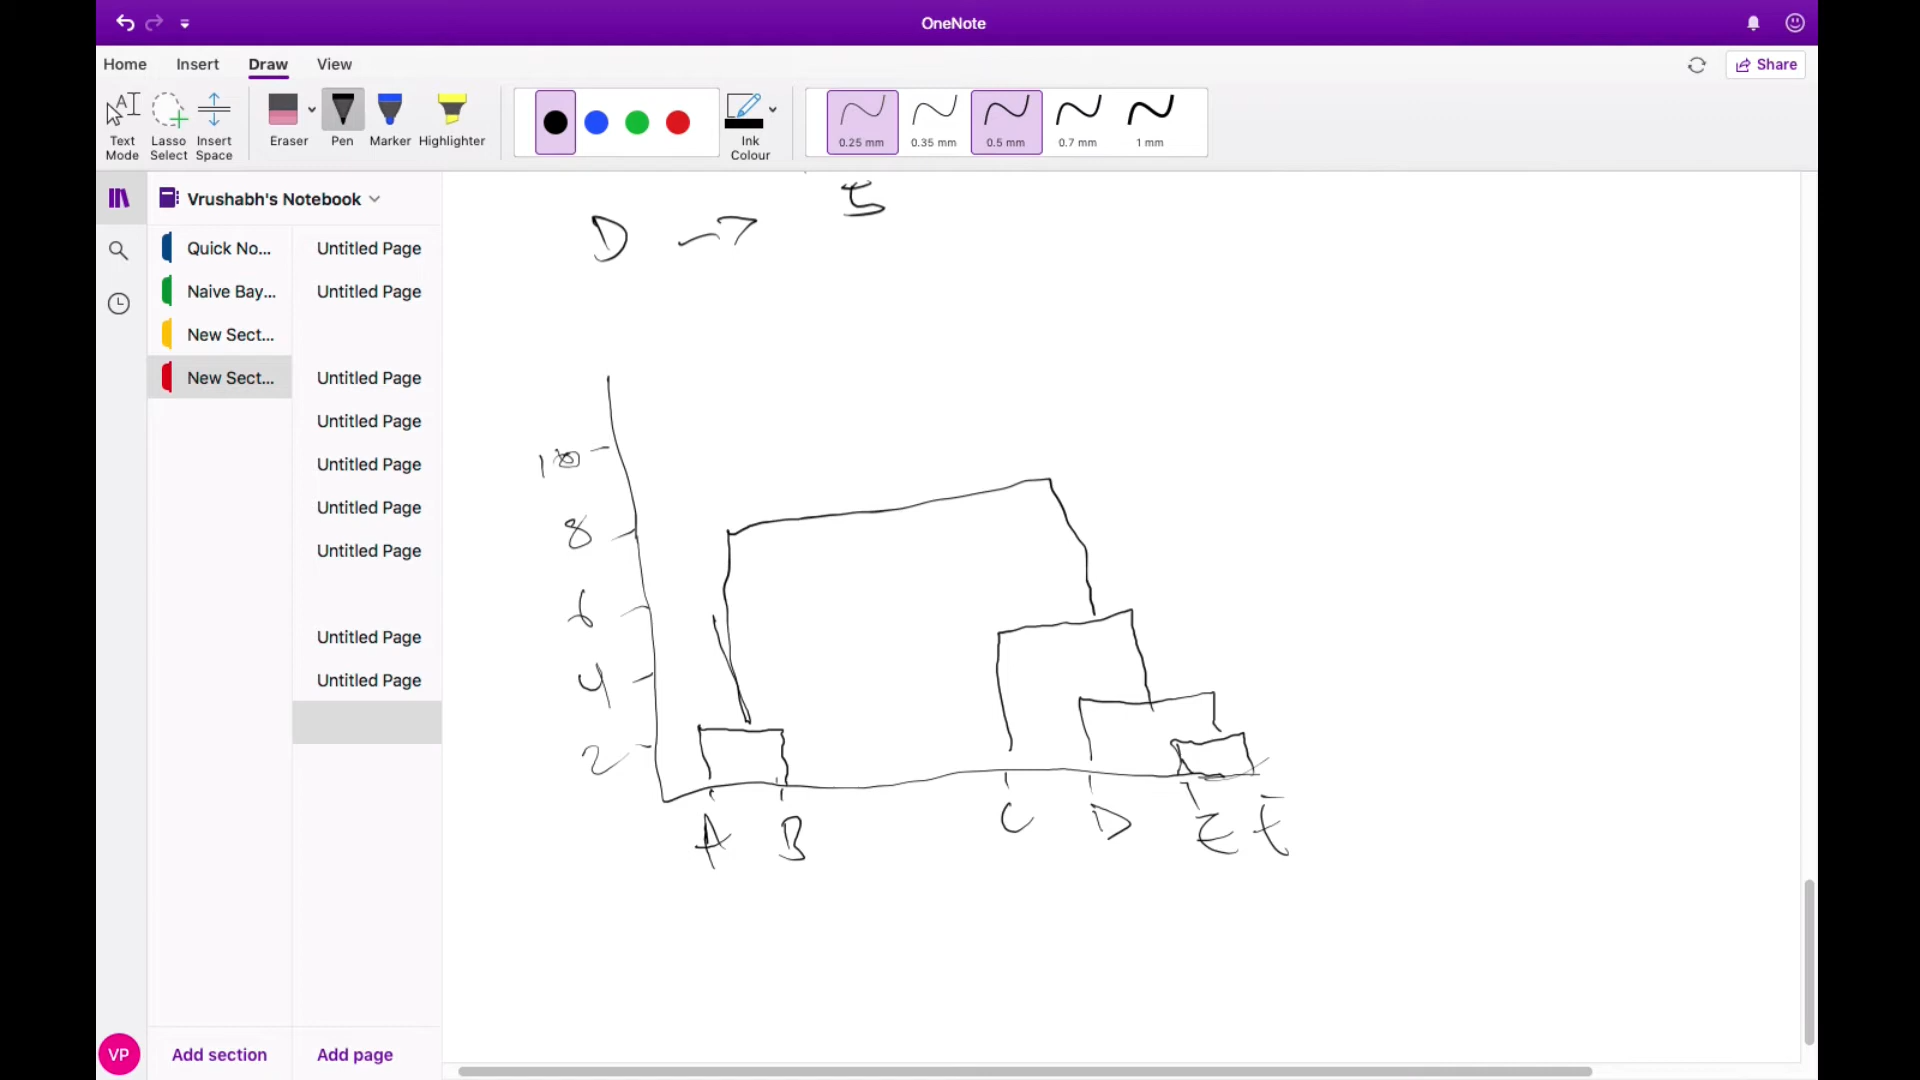 OneNote
Home Insert Draw View
Share
Text Mode
Lasso Select
Insert Space
Eraser
Pen
Marker
Highlighter
Ink Colour
0.25 mm
0.35 mm
0.5 mm
0.7 mm
1 mm
Vrushabh's Notebook
Quick No...
Naive Bay...
New Sect...
New Sect...
Untitled Page
Untitled Page
Untitled Page
Untitled Page
Untitled Page
Untitled Page
Untitled Page
Untitled Page
Untitled Page
5
D →
10
8
6
4
2
A B C D E F
VP
Add section
Add page